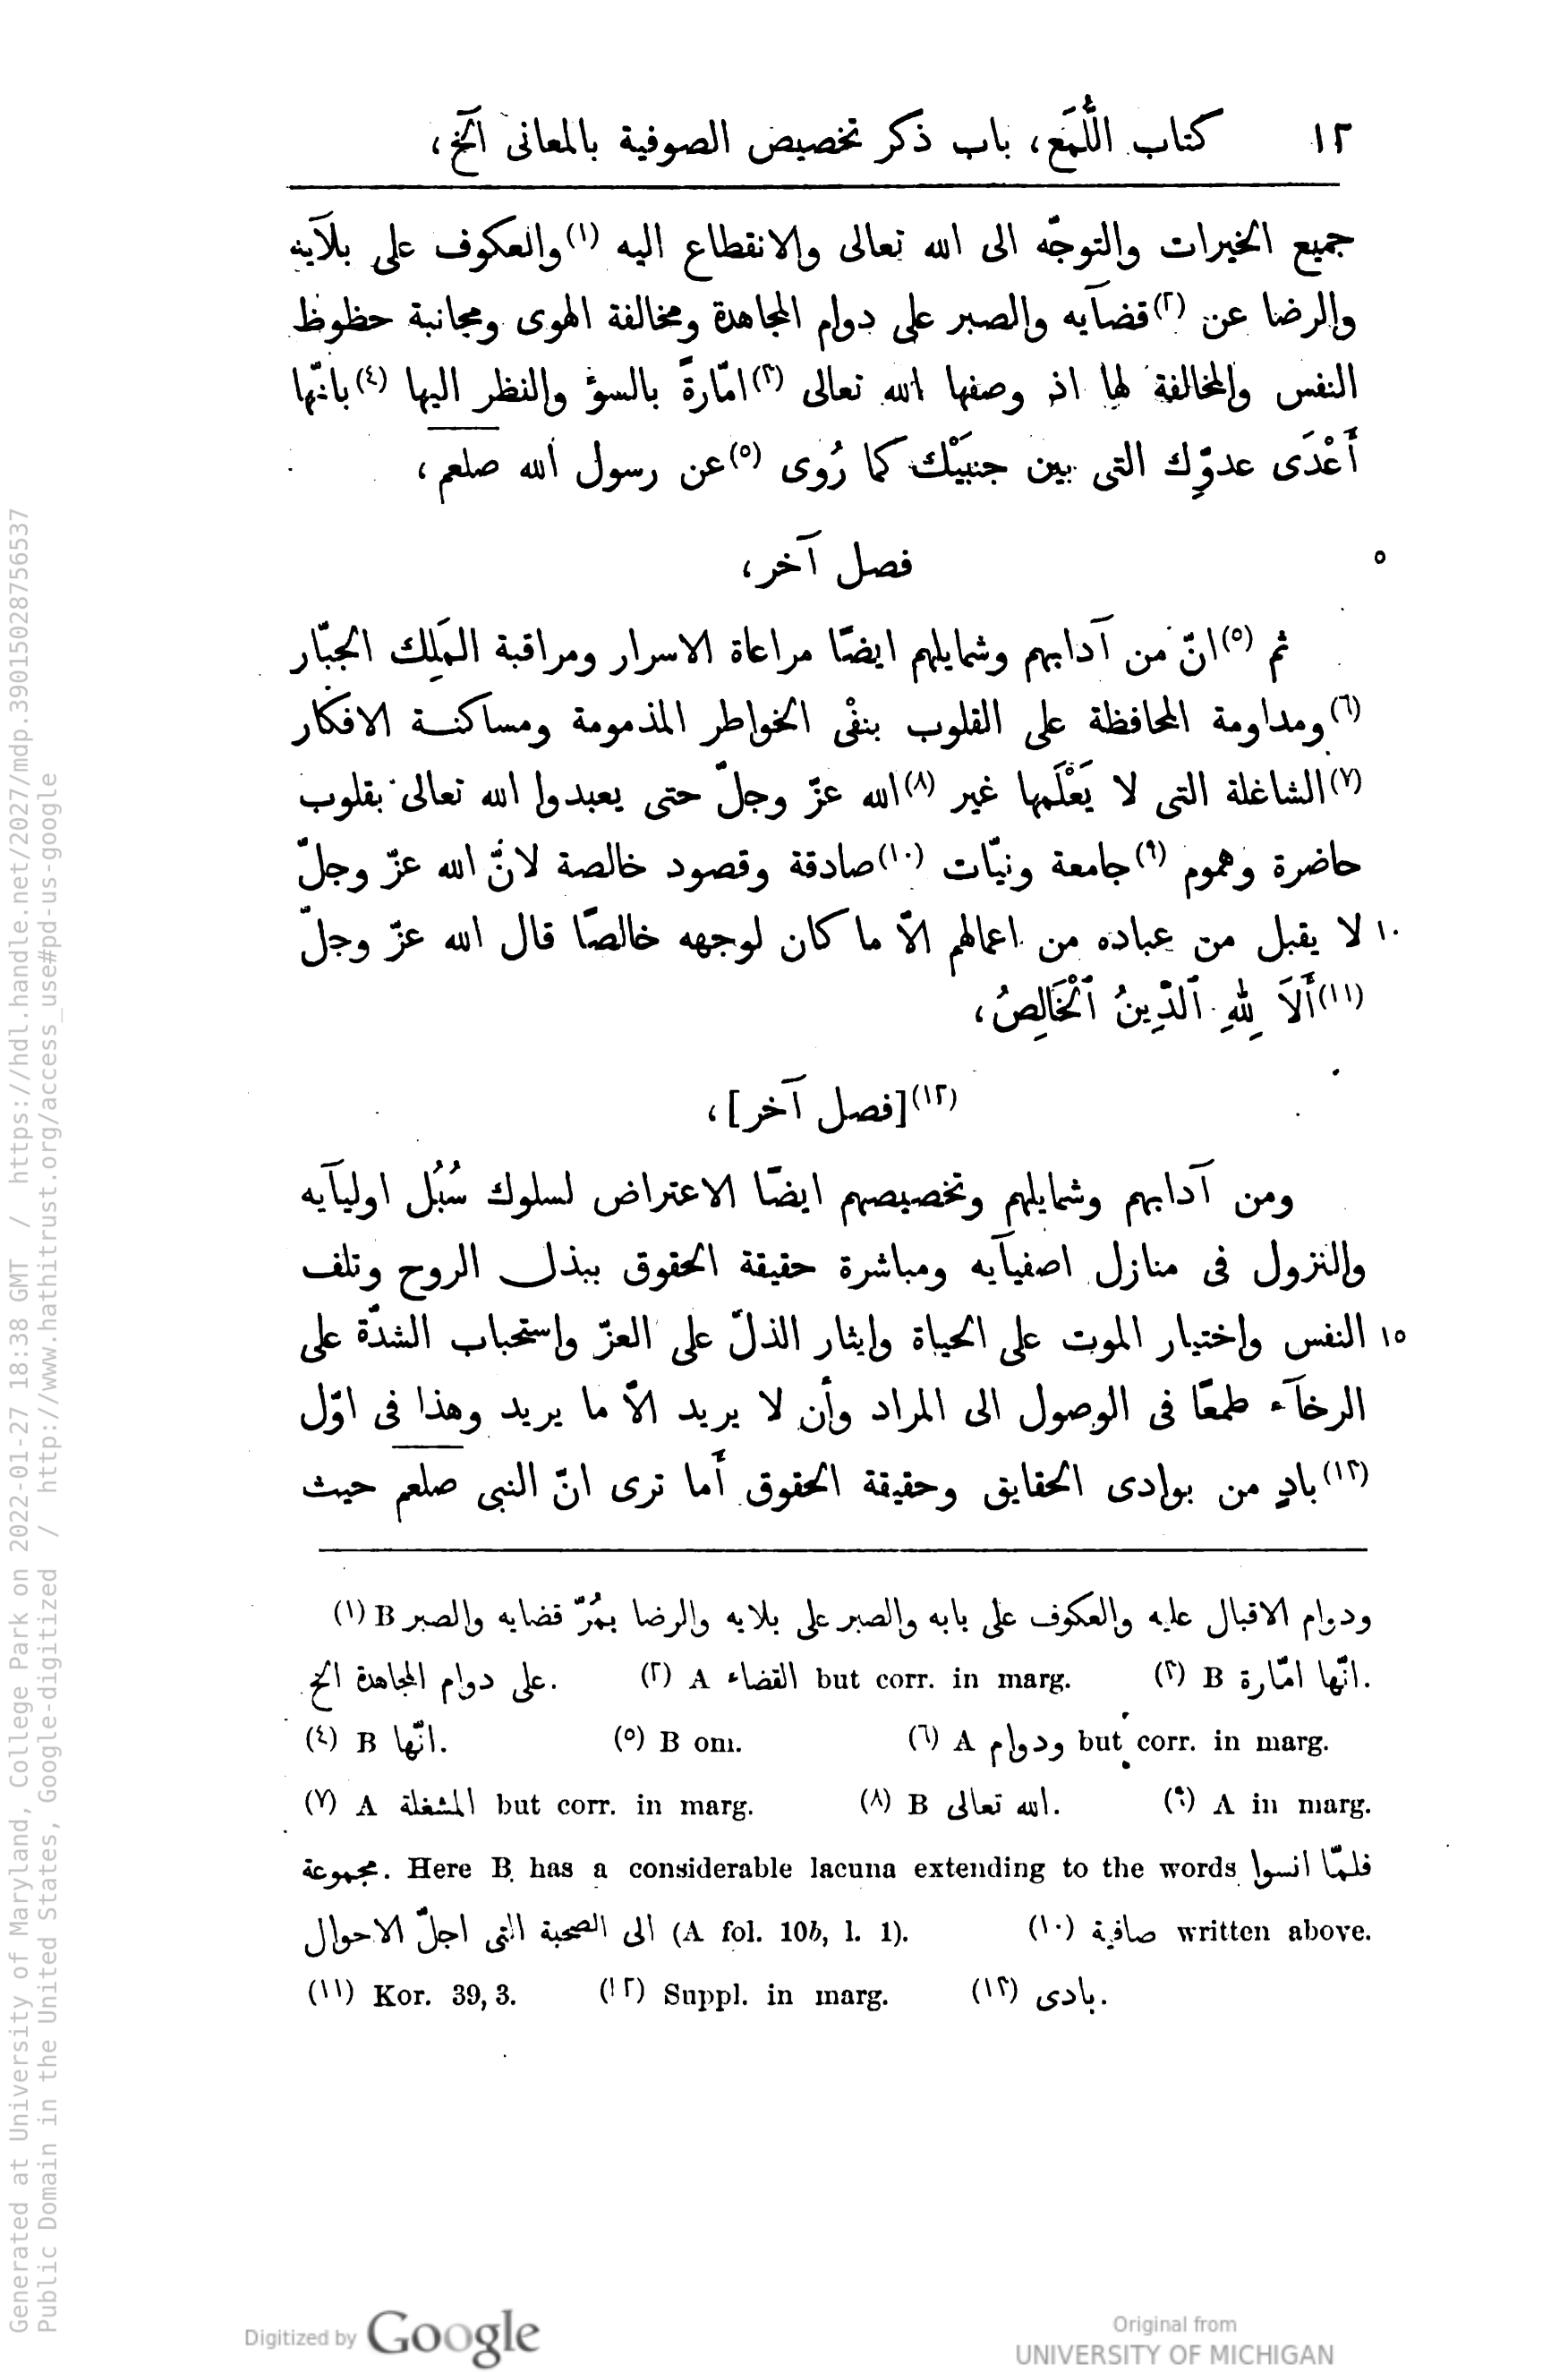 ١٢ كتاب اللُّمَع، باب ذكر تخصيص الصوفية بالمعانى آلخ،
جميع الخيرات والتوجّه الى الله تعالى والانقطاع اليه (١)والعكوف على بلآيه
والرضا عن (٢)قضآيه والصبر على دوام المجاهدة ومخالفة الهوى ومجانبة حظوظ
النفس والمخالفة لها اذ وصفها الله تعالى (٣)امّارةً بالسوٓ والنظر اليها (٤)بانّها
أَعْدَى عدوّك التى بين جنبَيْك كما رُوى (٥)عن رسول الله صلعم،
٥ فصل آخر،
ثم (٥)انّ من آدابهم وشمايلهم ايضًا مراعاة الاسرار ومراقبة المَلِك الجبّار
(٦)ومداومة المحافظة على القلوب بنفْى الخواطر المذمومة ومساكنة الافكار
(٧)الشاغلة التى لا يَعْلَمها غير (٨)الله عزّ وجلّ حتى يعبدوا الله تعالى بقلوب
حاضرة وهموم (٩)جامعة ونيّات (١٠)صادقة وقصود خالصة لانَّ الله عزّ وجلّ
١٠ لا يقبل من عباده من اعمالهم الّا ما كان لوجهه خالصًا قال الله عزّ وجلّ
(١١)أَلَا لِلّٰهِ ٱلدِّينُ ٱلْخَالِصُ،
(١٢)[فصل آخر]،
ومن آدابهم وشمايلهم وتخصيصهم ايضًا الاعتراض لسلوك سُبُل اوليآيه
والنزول فى منازل اصفيآيه ومباشرة حقيقة الحقوق ببذل الروح وتلف
١٥ النفس واختيار الموت على الحياة وايثار الذلّ على العزّ واستحباب الشدّة على
الرخآء طمعًا فى الوصول الى المراد وأن لا يريد الّا ما يريد وهذا فى اوّل
(١٣)بادٍ من بوادى الحقايق وحقيقة الحقوق أما ترى انّ النبى صلعم حيث
(١) B ودوام الاقبال عليه والعكوف على بابه والصبر على بلايه والرضا بمُرّ قضايه والصبر
على دوام المجاهدة الخ. (٢) A القضاء but corr. in marg. (٣) B انّها امّارة.
(٤) B انّها. (٥) B om. (٦) A ودوام but corr. in marg.
(٧) A المشغلة but corr. in marg. (٨) B الله تعالى. (٩) A in marg.
مجموعة. Here B has a considerable lacuna extending to the words فلمّا انسوا
الى الصحبة التى اجلّ الاحوال (A fol. 10b, l. 1). (١٠) صافية written above.
(١١) Kor. 39, 3. (١٢) Suppl. in marg. (١٣) بادى.
Generated at University of Maryland, College Park on 2022-01-27 18:38 GMT / https://hdl.handle.net/2027/mdp.39015028756537
Public Domain in the United States, Google-digitized / http://www.hathitrust.org/access_use#pd-us-google
Digitized by Google
Original from
UNIVERSITY OF MICHIGAN